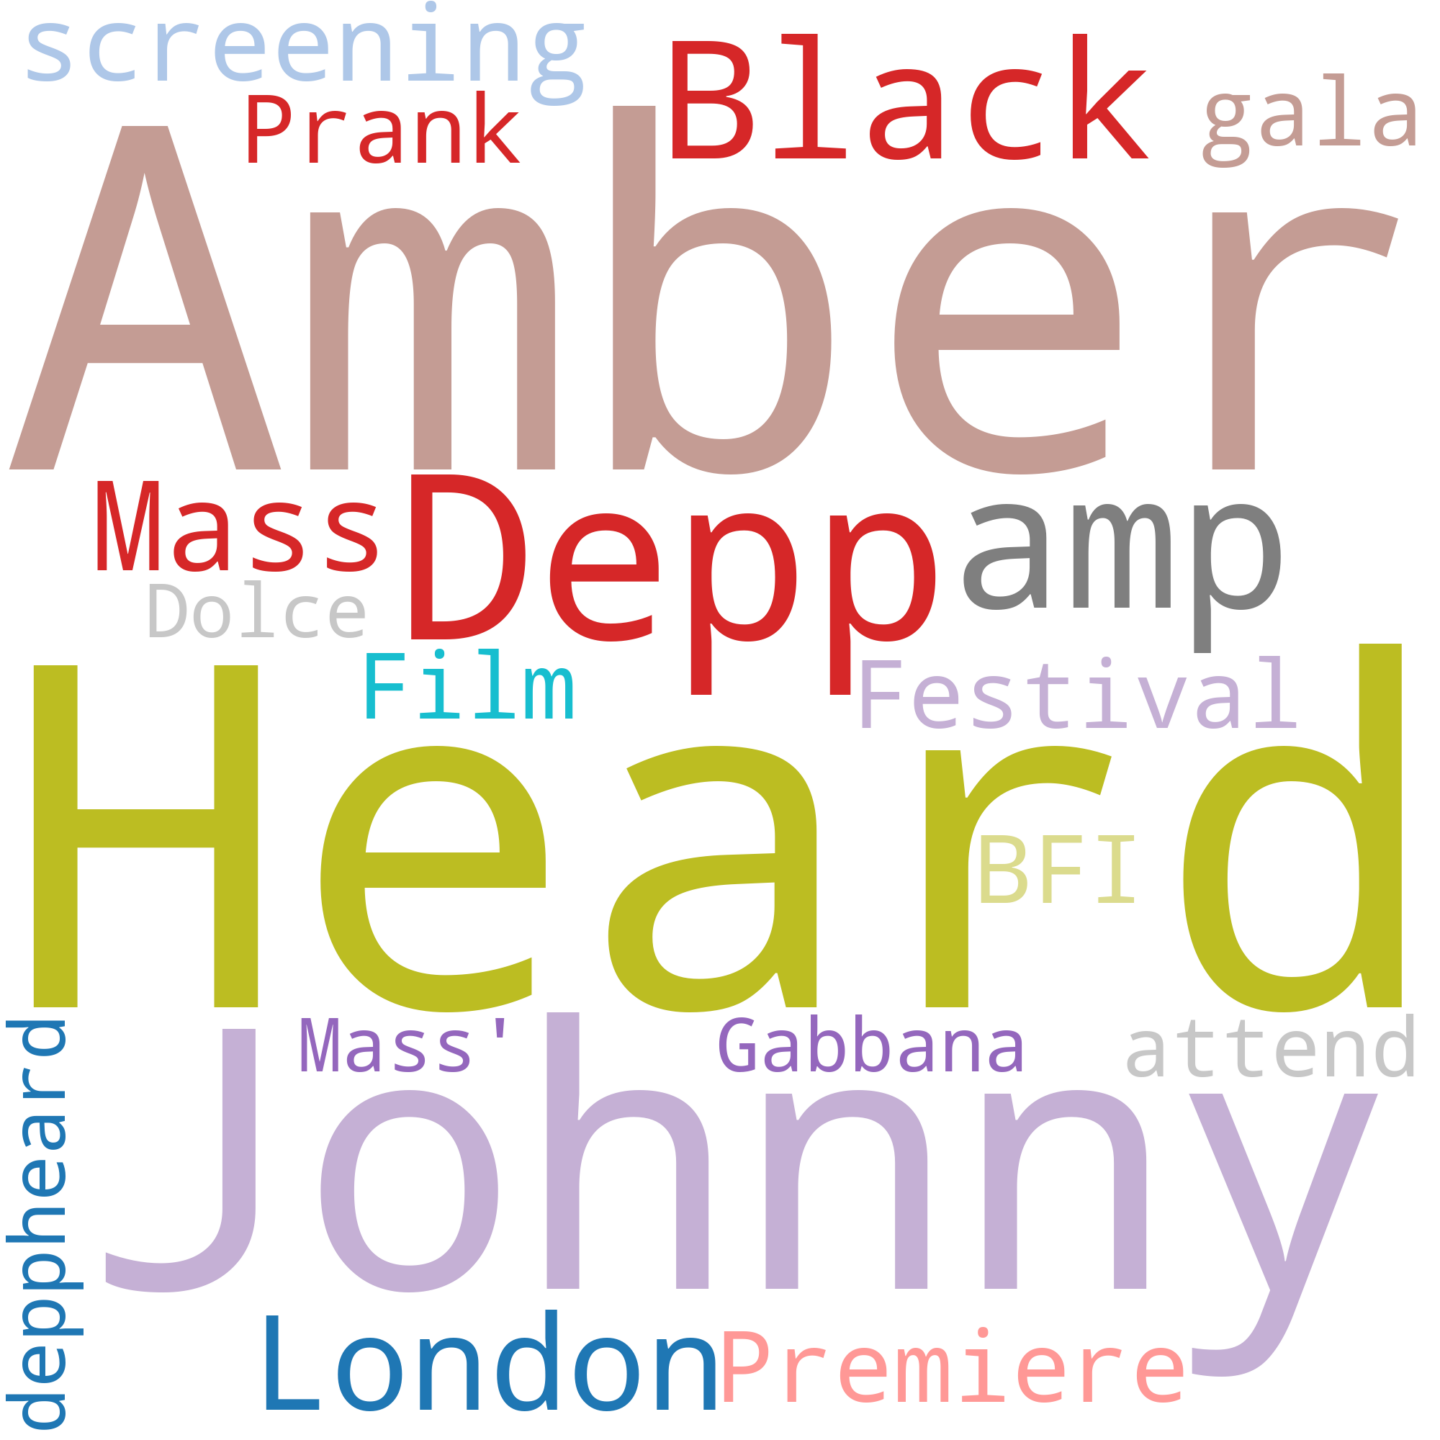 screening
Prank
Black
gala
Amber
Mass
Depp
amp
Dolce
Film
Festival
Heard
BFI
Mass'
Gabbana
attend
deppheard
Johnny
London
Premiere